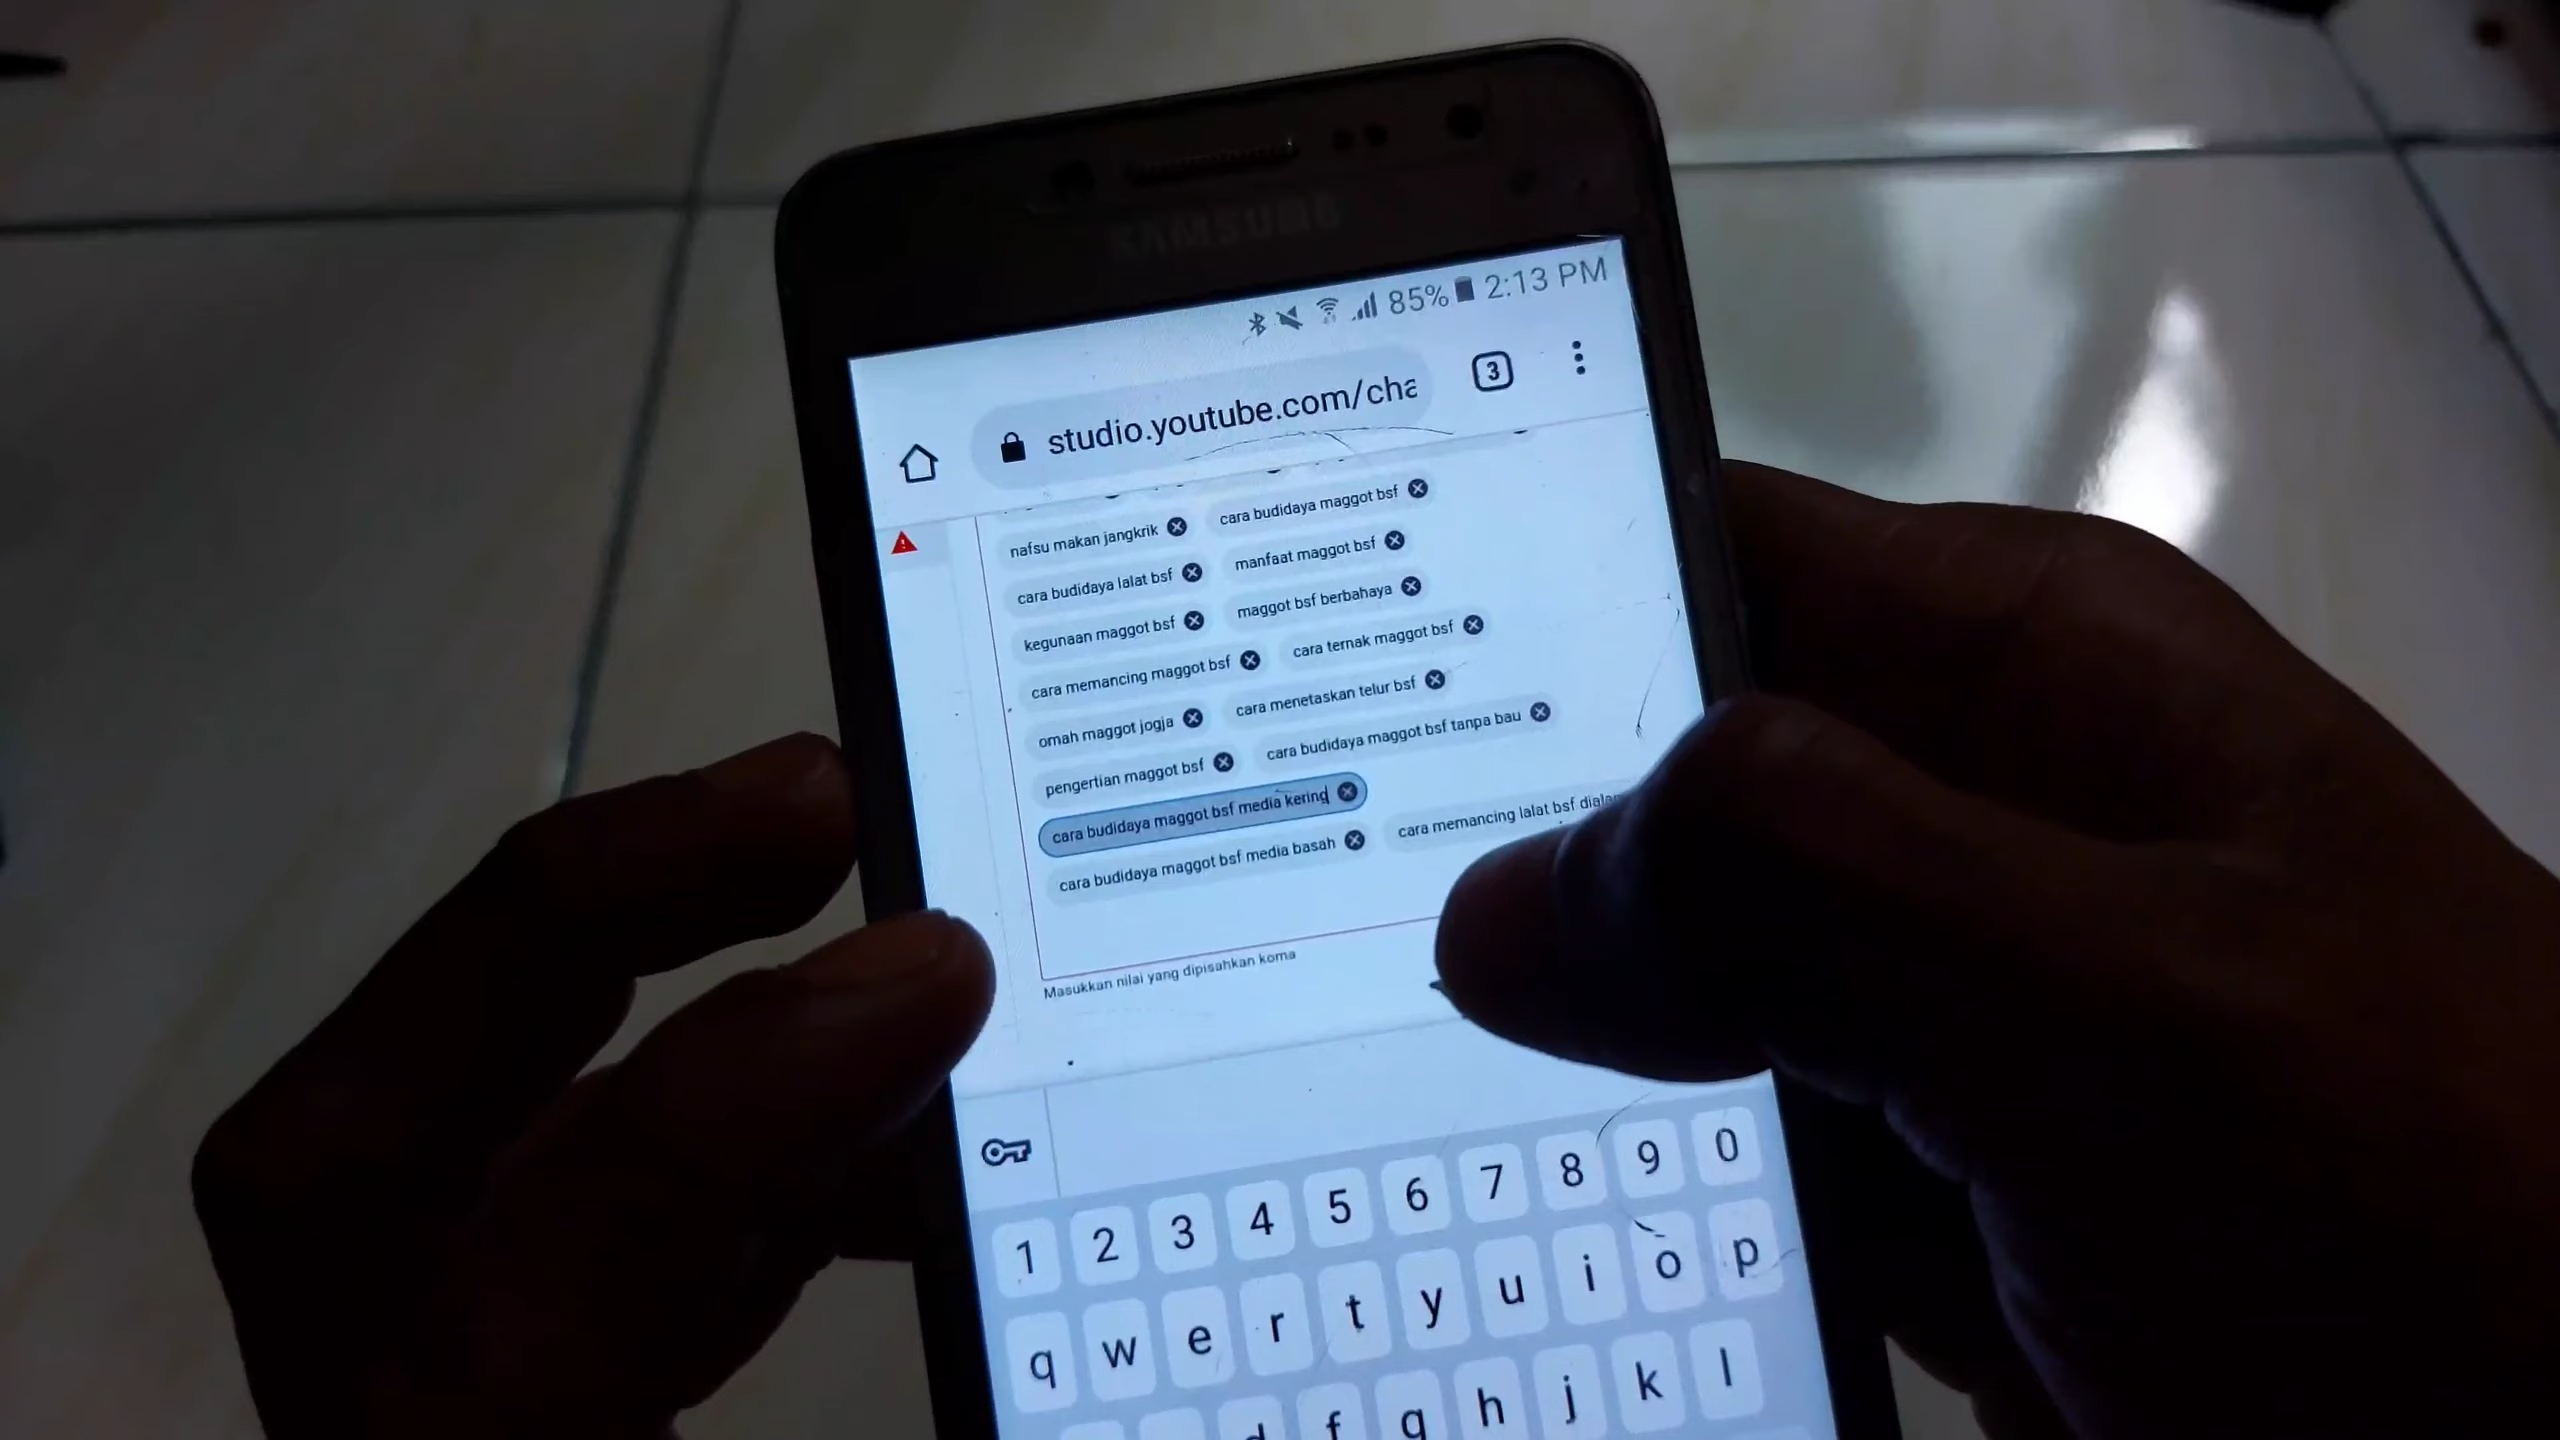 SAMSUNG
85% 2:13 PM
studio.youtube.com/cha
3
nafsu makan jangkrik cara budidaya maggot bsf
cara budidaya lalat bsf manfaat maggot bsf
kegunaan maggot bsf maggot bsf berbahaya
cara memancing maggot bsf cara ternak maggot bsf
omah maggot jogja cara menetaskan telur bsf
pengertian maggot bsf cara budidaya maggot bsf tanpa bau
cara budidaya maggot bsf media kering
cara budidaya maggot bsf media basah cara memancing lalat bsf
Masukkan nilai yang dipisahkan koma
1 2 3 4 5 6 7 8 9 0
q w e r t y u i o p
d f g h j k l